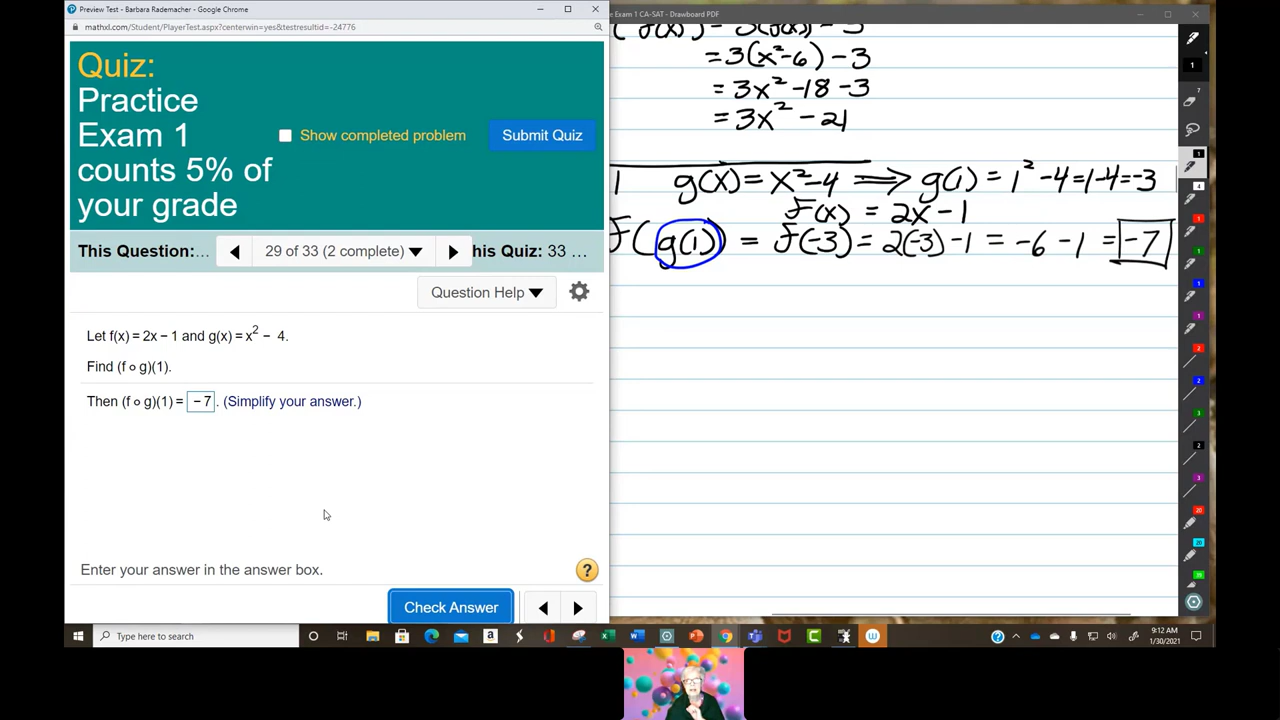 Preview Test - Barbara Rademacher - Google Chrome
mathxl.com/Student/PlayerTest.aspx?centerwin=yes&testresultid=-24776
Quiz:
Practice
Exam 1
counts 5% of
your grade
Show completed problem
Submit Quiz
This Question:...
29 of 33 (2 complete)
his Quiz: 33 ...
Question Help
Let f(x) = 2x − 1 and g(x) = x² − 4.
Find (f ∘ g)(1).
Then (f ∘ g)(1) = − 7 . (Simplify your answer.)
Enter your answer in the answer box.
?
Check Answer
e Exam 1 CA-SAT - Drawboard PDF
= 3(x²-6) - 3
= 3x² - 18 - 3
= 3x² - 21
1 g(x) = x²-4 ⟹ g(1) = 1² -4 = 1-4 = -3
f(x) = 2x - 1
f(g(1)) = f(-3) = 2(-3) - 1 = -6 - 1 = -7
Type here to search
9:12 AM
1/30/2021